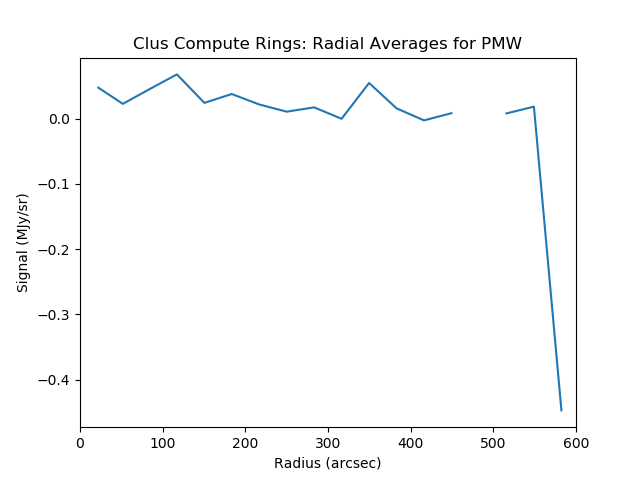 Clus Compute Rings: Radial Averages for PMW
Signal (MJy/sr)
0.0
−0.1
−0.2
−0.3
−0.4
0 100 200 300 400 500 600
Radius (arcsec)